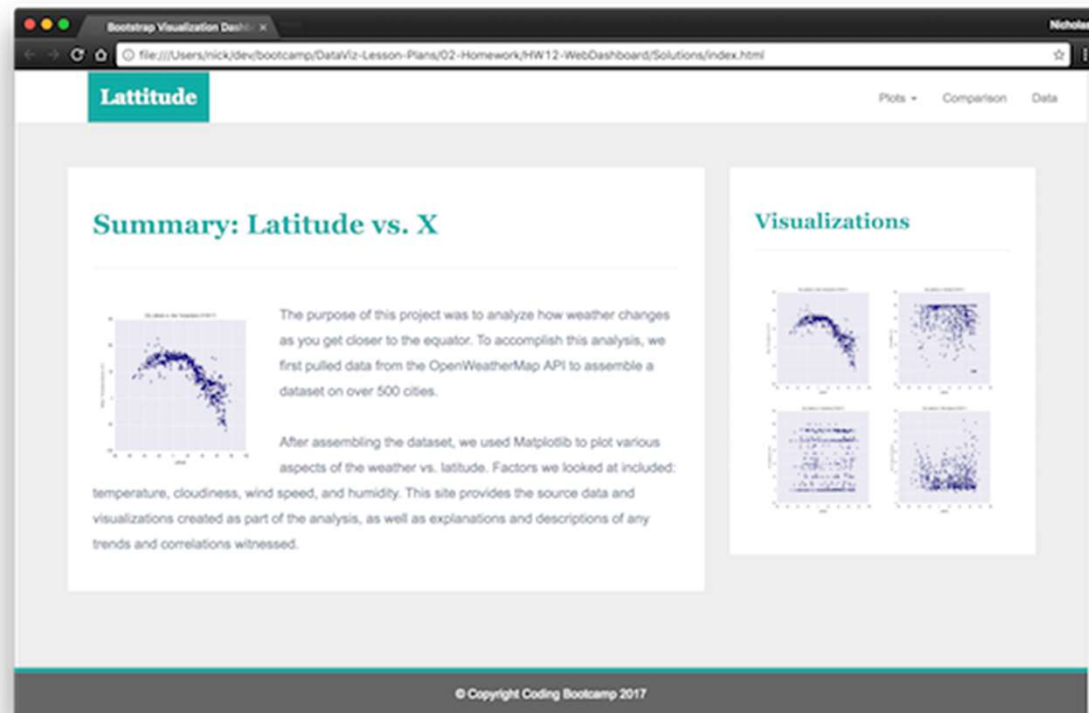 Bootstrap Visualization Dash
Nicholas
file:///Users/nick/dev/bootcamp/DataViz-Lesson-Plans/02-Homework/HW12-WebDashboard/Solutions/index.html
Lattitude
Plots
Comparison
Data
Summary: Latitude vs. X
The purpose of this project was to analyze how weather changes
as you get closer to the equator. To accomplish this analysis, we
first pulled data from the OpenWeatherMap API to assemble a
dataset on over 500 cities.
After assembling the dataset, we used Matplotlib to plot various
aspects of the weather vs. latitude. Factors we looked at included:
temperature, cloudiness, wind speed, and humidity. This site provides the source data and
visualizations created as part of the analysis, as well as explanations and descriptions of any
trends and correlations witnessed.
Visualizations
© Copyright Coding Bootcamp 2017